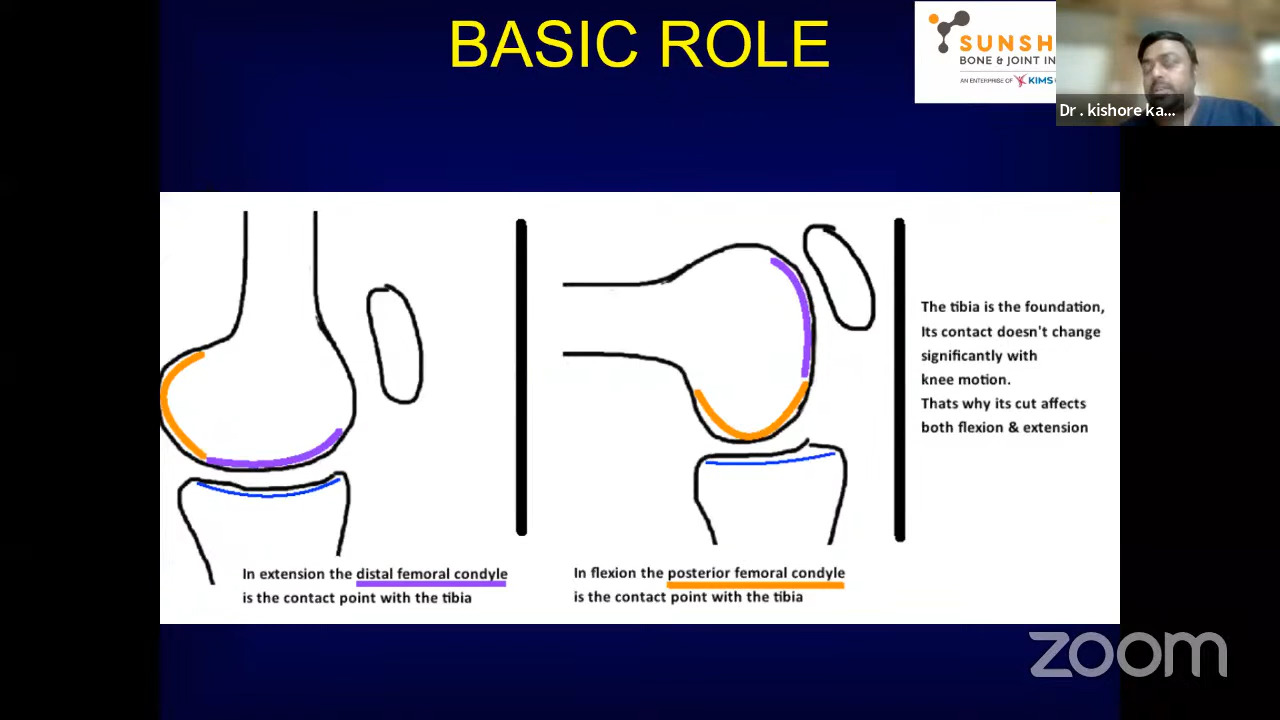 BASIC ROLE
SUNSH
BONE & JOINT IN
AN ENTERPRISE OF KIMS
Dr . kishore ka...
The tibia is the foundation,
Its contact doesn't change
significantly with
knee motion.
Thats why its cut affects
both flexion & extension
In extension the distal femoral condyle
is the contact point with the tibia
In flexion the posterior femoral condyle
is the contact point with the tibia
zoom